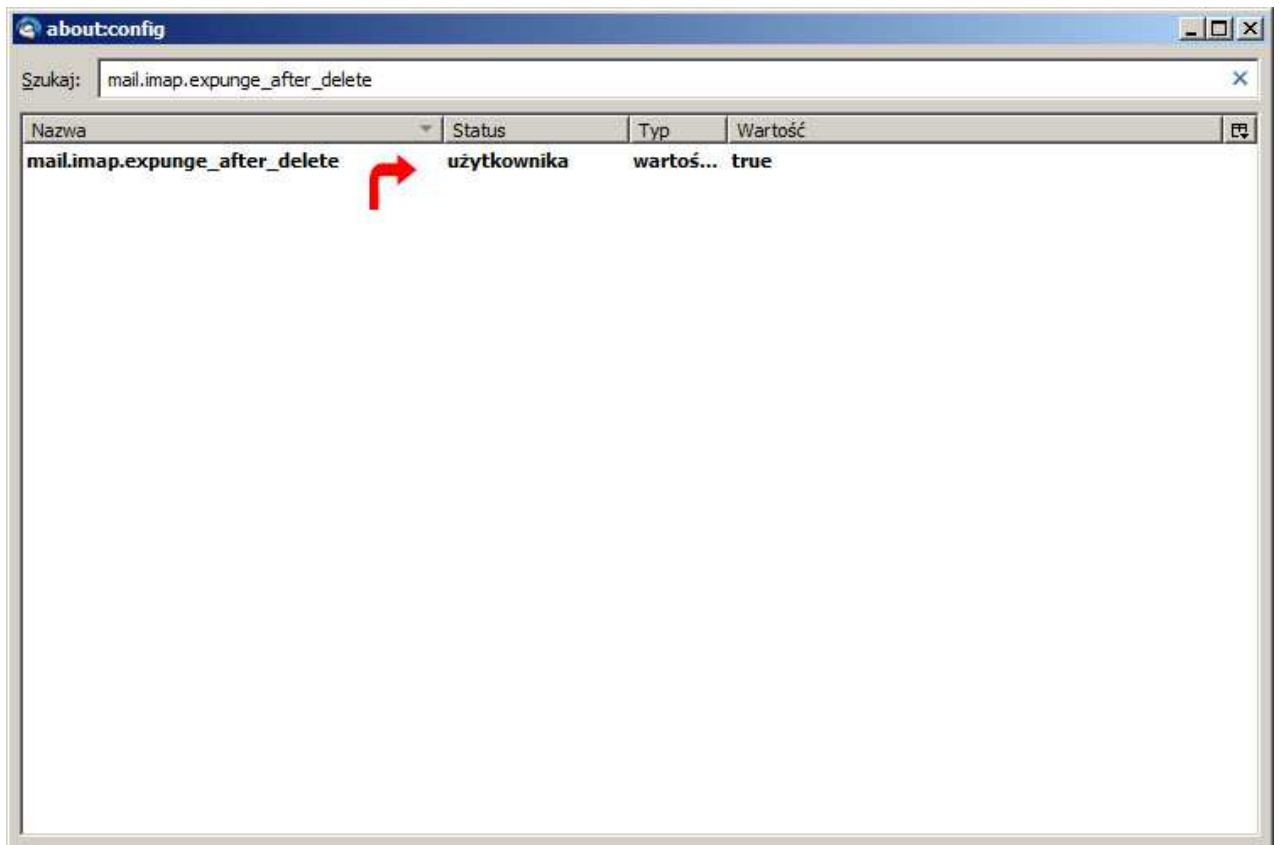 about:config
Szukaj: mail.imap.expunge_after_delete
Nazwa Status Typ Wartość
mail.imap.expunge_after_delete użytkownika wartoś... true